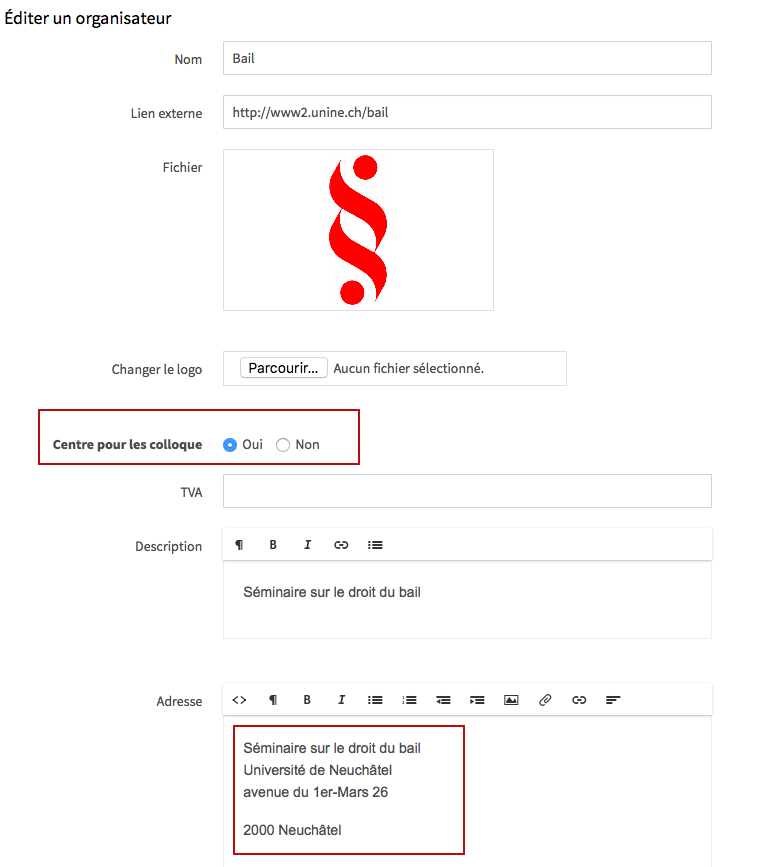 Éditer un organisateur
Nom
Bail
Lien externe
http://www2.unine.ch/bail
Fichier
Changer le logo
Parcourir... Aucun fichier sélectionné.
Centre pour les colloque
Oui Non
TVA
Description
Séminaire sur le droit du bail
Adresse
Séminaire sur le droit du bail
Université de Neuchâtel
avenue du 1er-Mars 26
2000 Neuchâtel